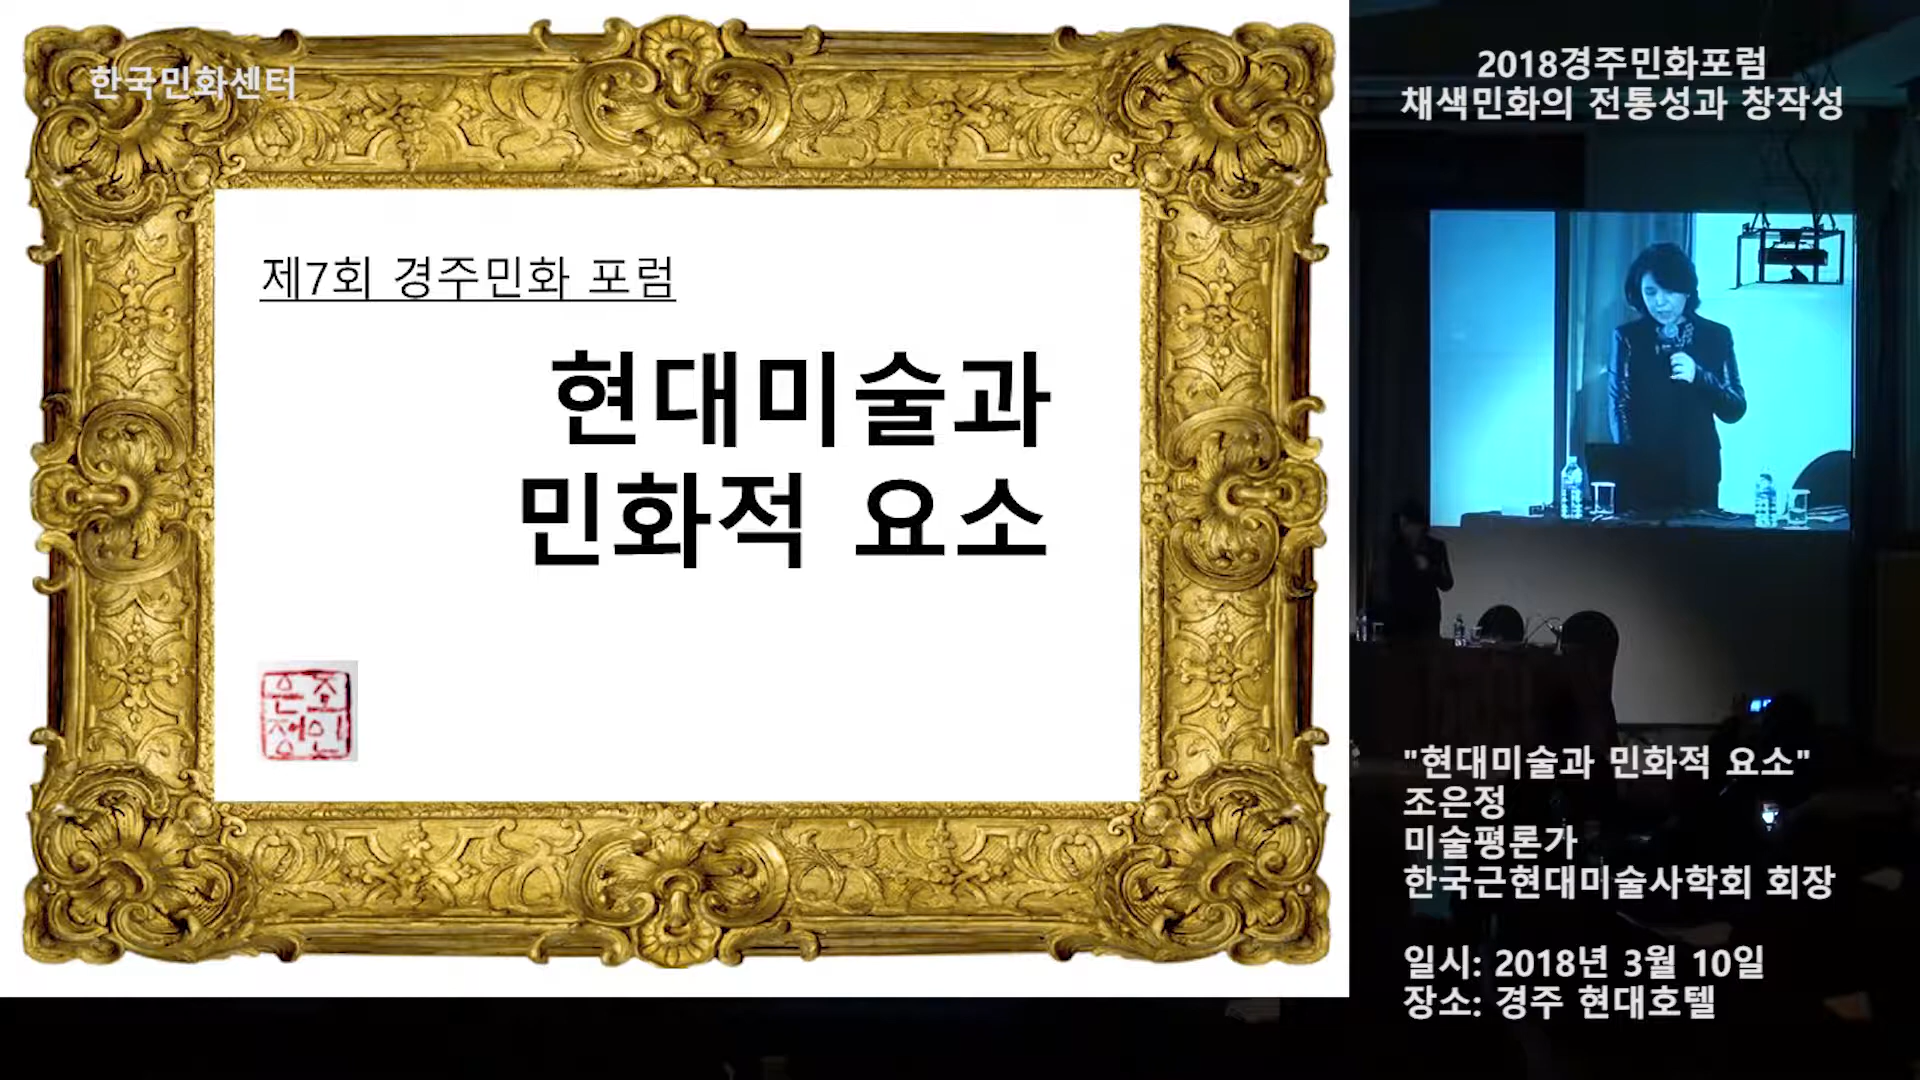 한국민화센터
제7회 경주민화 포럼
현대미술과
민화적 요소
은조
정인
2018경주민화포럼
채색민화의 전통성과 창작성
"현대미술과 민화적 요소"
조은정
미술평론가
한국근현대미술사학회 회장
일시: 2018년 3월 10일
장소: 경주 현대호텔